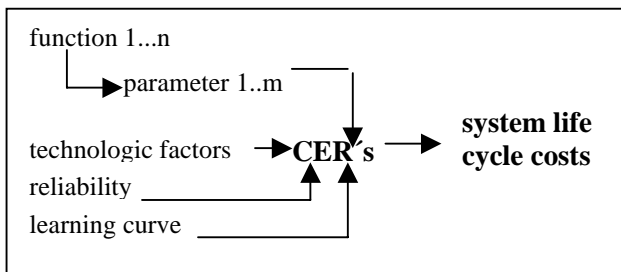 function 1...n
parameter 1..m
technologic factors
CER´s
system life
cycle costs
reliability
learning curve